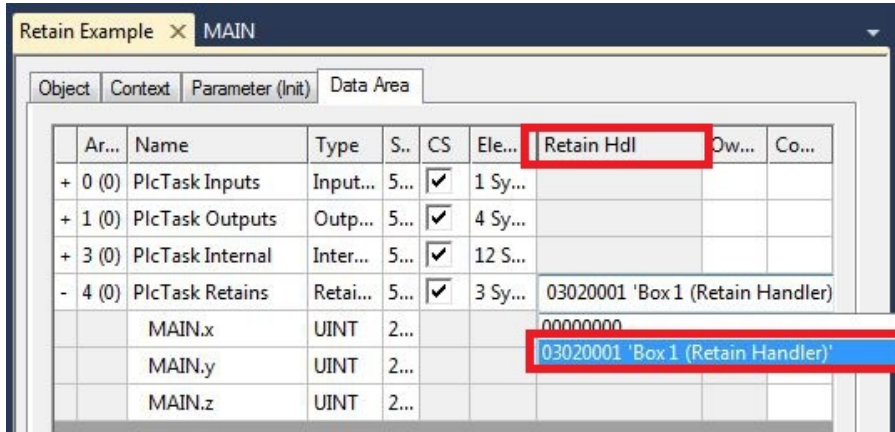 Retain Example MAIN
Object Context Parameter (Init) Data Area
Ar... Name Type S.. CS Ele... Retain Hdl Ow... Co...
+ 0 (0) PlcTask Inputs Input... 5... 1 Sy...
+ 1 (0) PlcTask Outputs Outp... 5... 4 Sy...
+ 3 (0) PlcTask Internal Inter... 5... 12 S...
- 4 (0) PlcTask Retains Retai... 5... 3 Sy... 03020001 'Box 1 (Retain Handler)
MAIN.x UINT 2... 00000000
MAIN.y UINT 2... 03020001 'Box 1 (Retain Handler)'
MAIN.z UINT 2...